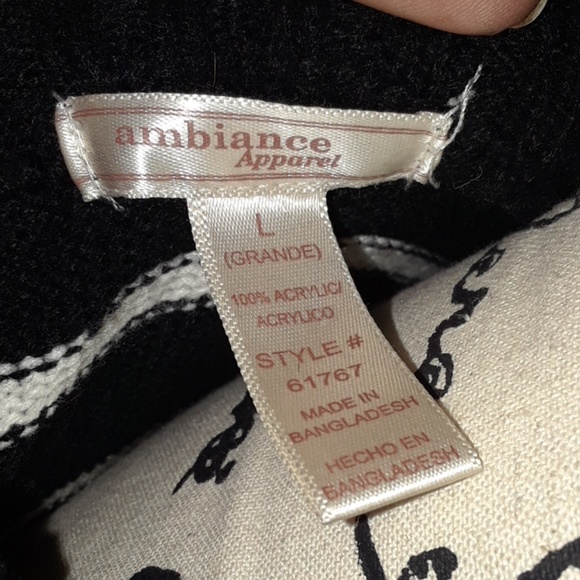 ambiance
Apparel
L
(GRANDE)
100% ACRYLIC/
ACRYLICO
STYLE #
61767
MADE IN
BANGLADESH
HECHO EN
BANGLADESH